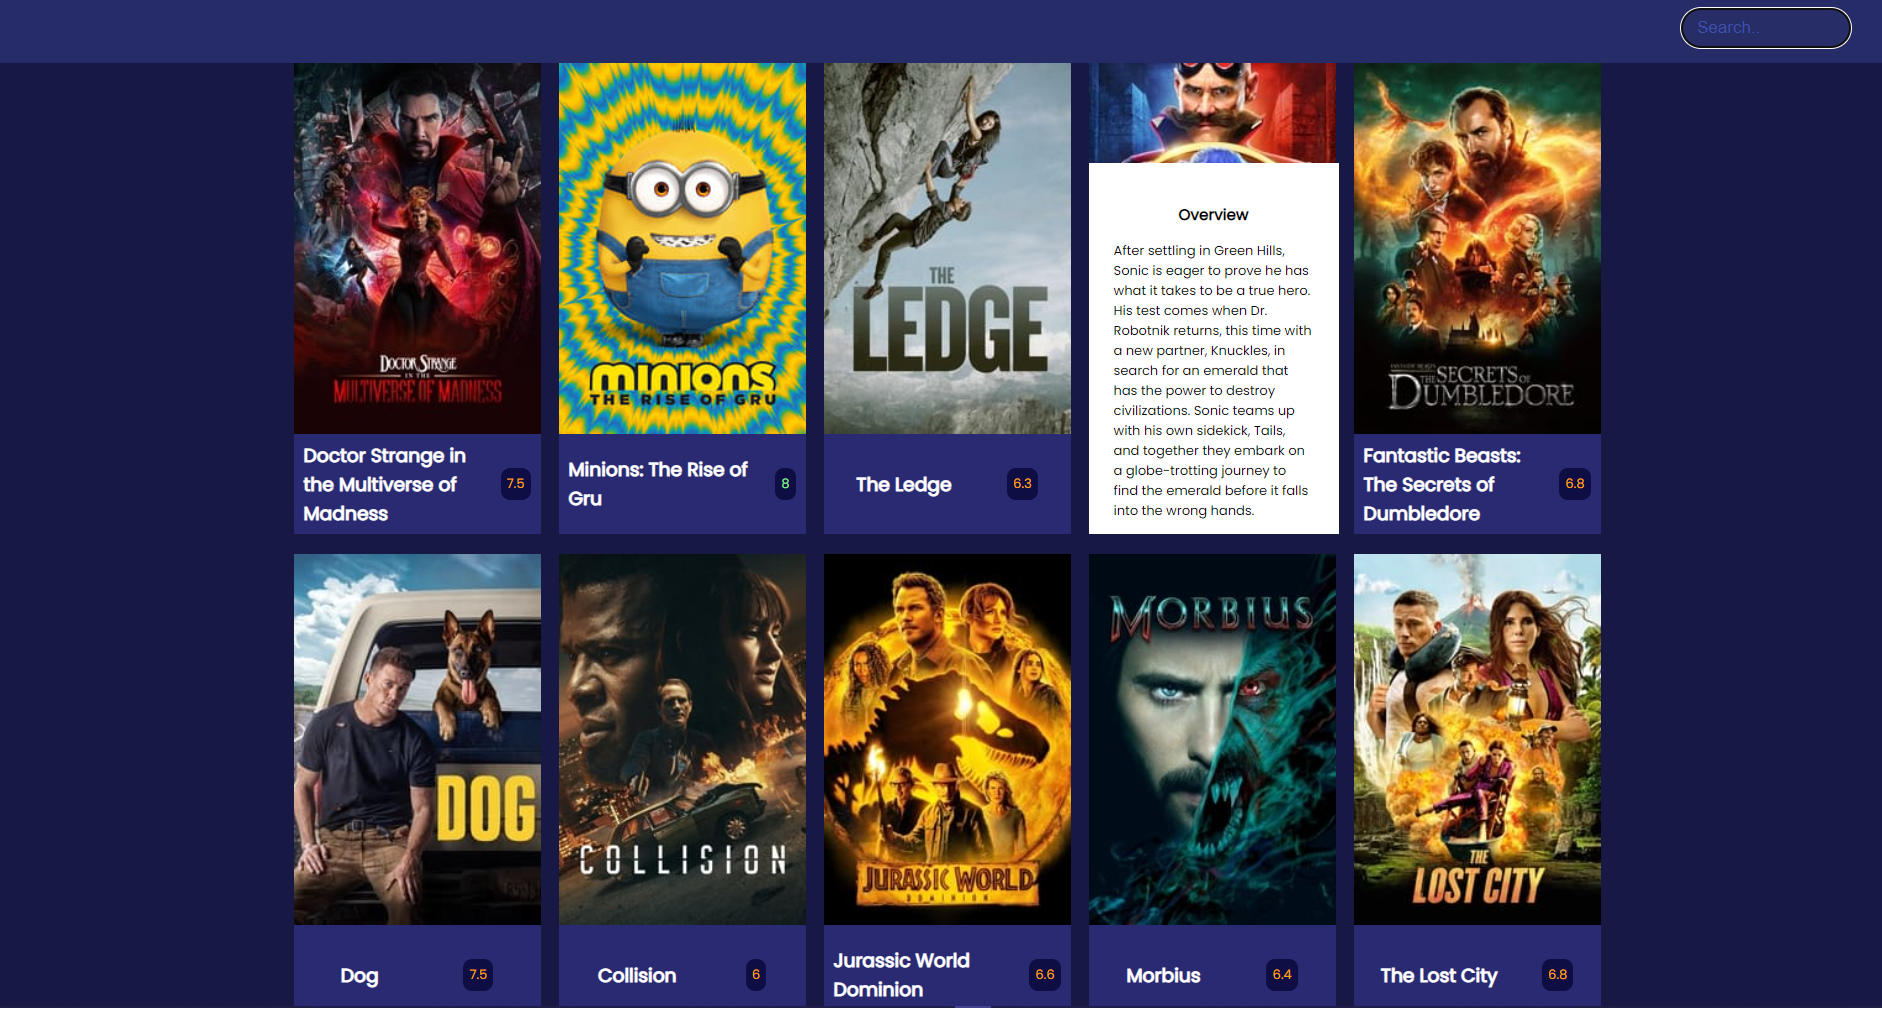 Search..
DOCTOR STRANGE
IN THE
MULTIVERSE OF MADNESS
Doctor Strange in
the Multiverse of
Madness
7.5
MINIONS
THE RISE OF GRU
Minions: The Rise of
Gru
8
THE
LEDGE
The Ledge
6.3
Overview
After settling in Green Hills,
Sonic is eager to prove he has
what it takes to be a true hero.
His test comes when Dr.
Robotnik returns, this time with
a new partner, Knuckles, in
search for an emerald that
has the power to destroy
civilizations. Sonic teams up
with his own sidekick, Tails,
and together they embark on
a globe-trotting journey to
find the emerald before it falls
into the wrong hands.
FANTASTIC BEASTS
THE SECRETS OF
DUMBLEDORE
Fantastic Beasts:
The Secrets of
Dumbledore
6.8
DOG
Dog
7.5
COLLISION
Collision
6
JURASSIC WORLD
DOMINION
Jurassic World
Dominion
6.6
MORBIUS
Morbius
6.4
THE
LOST CITY
The Lost City
6.8